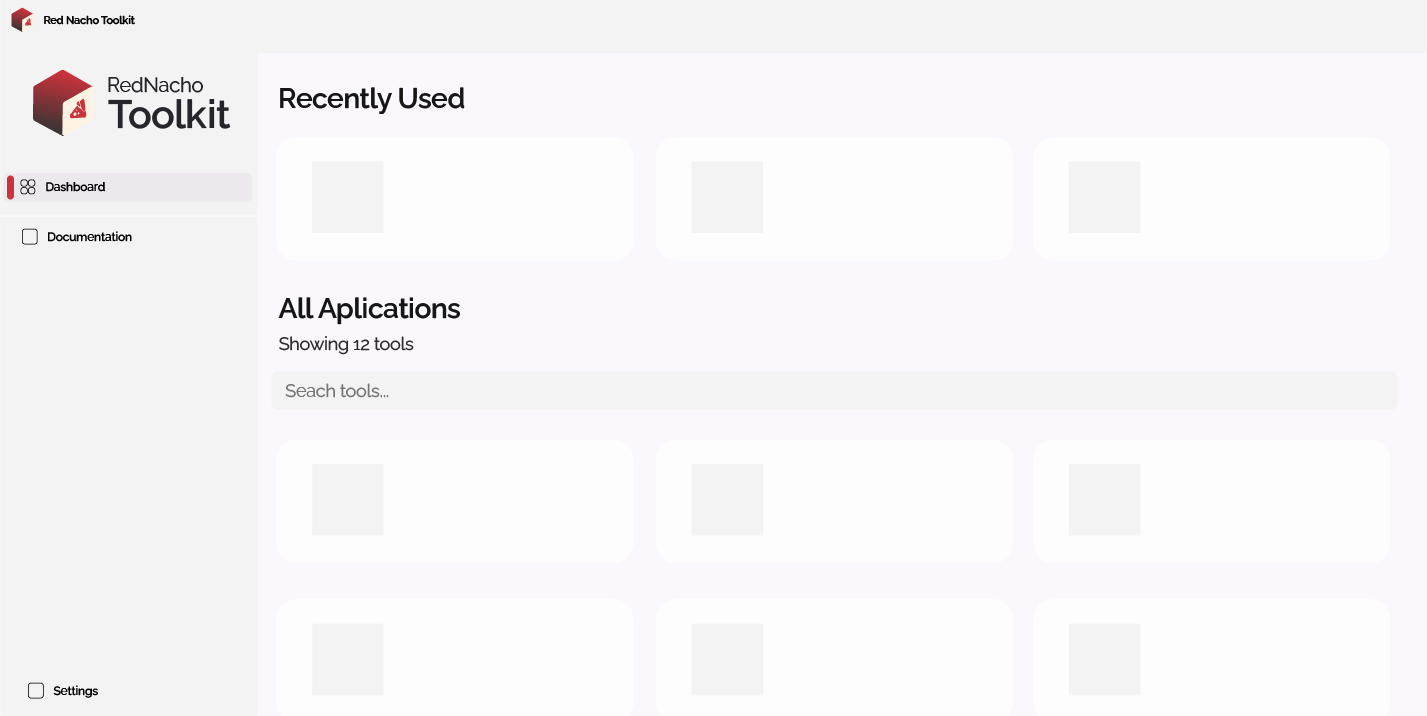 Red Nacho Toolkit
RedNacho
Toolkit
Dashboard
Documentation
Settings
Recently Used
All Aplications
Showing 12 tools
Seach tools...